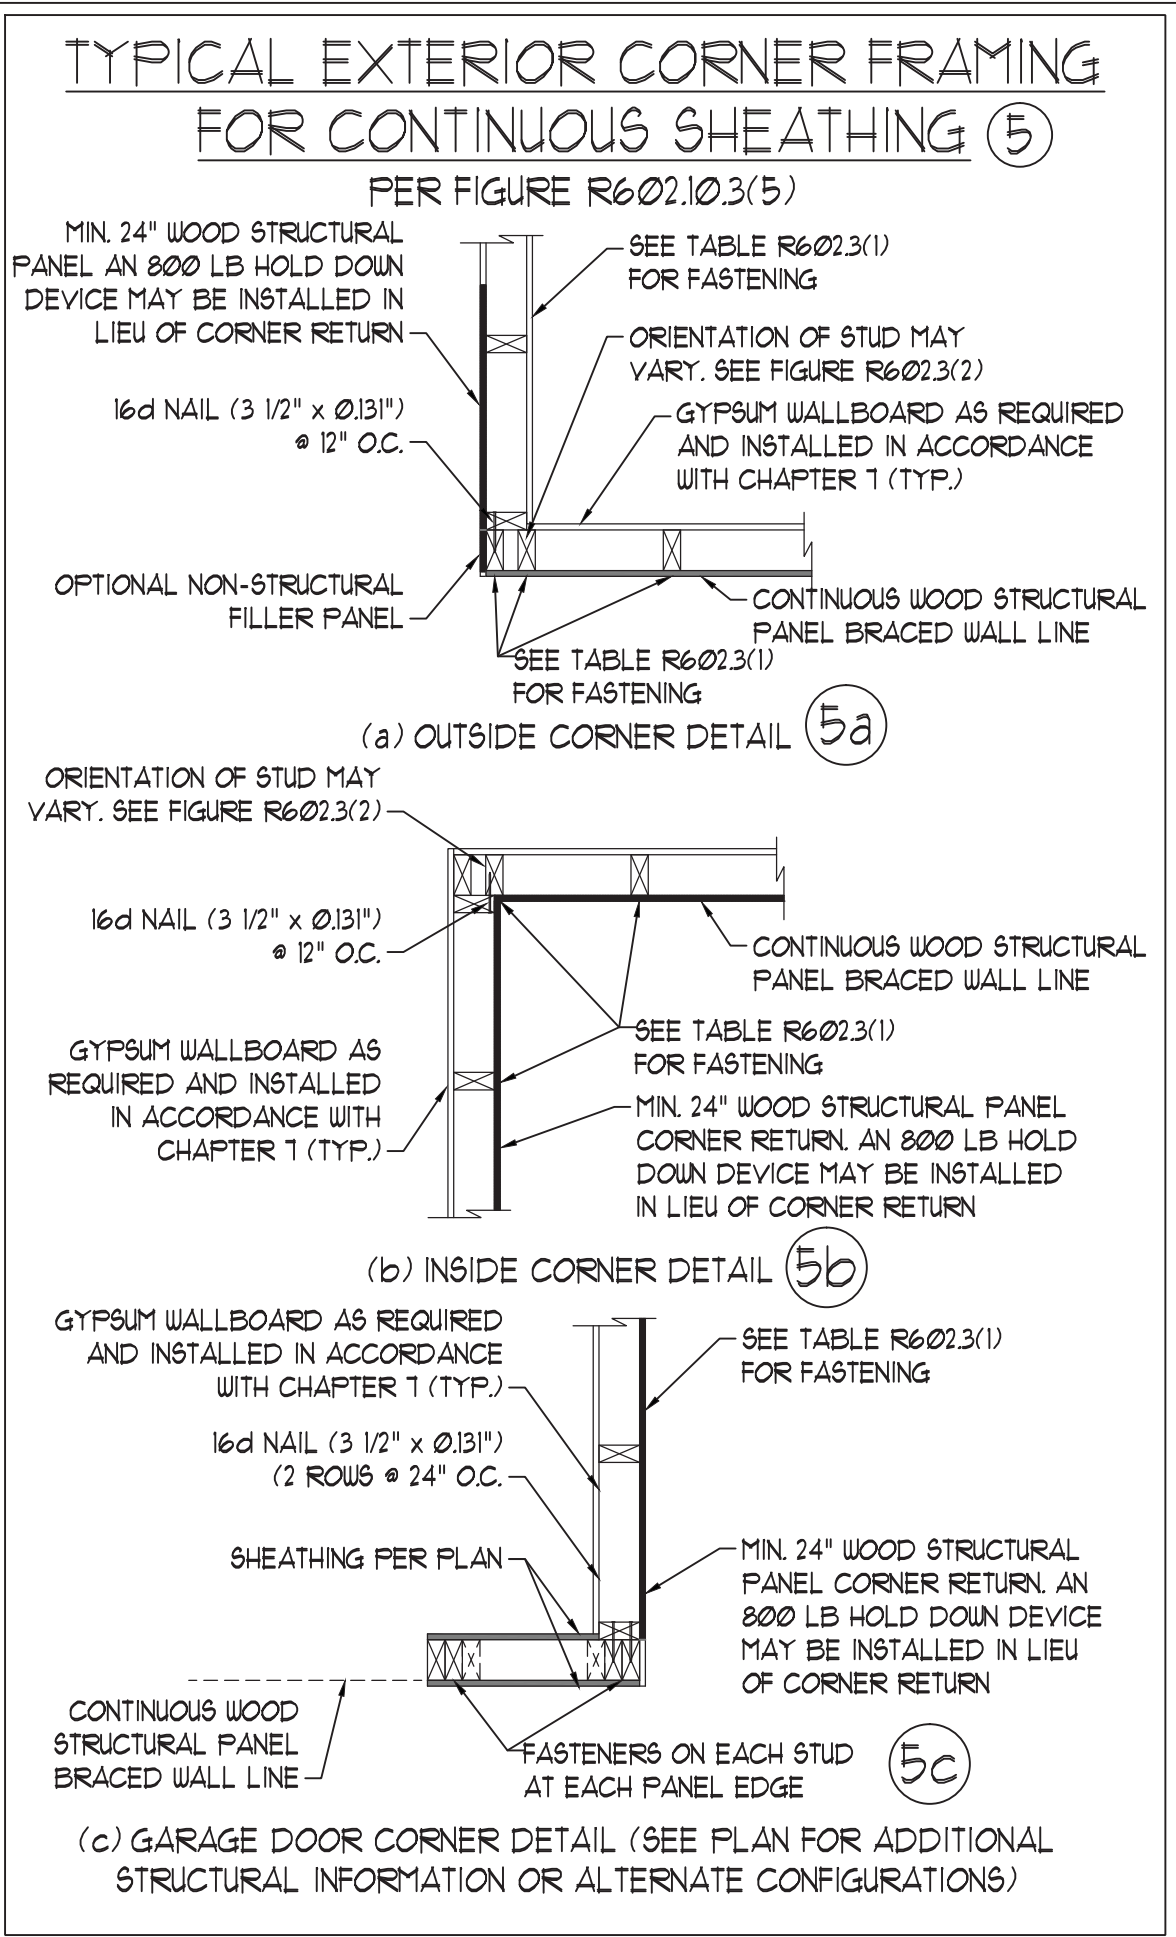 TYPICAL EXTERIOR CORNER FRAMING
FOR CONTINUOUS SHEATHING 5
PER FIGURE R602.10.3(5)
MIN. 24" WOOD STRUCTURAL
PANEL AN 800 LB HOLD DOWN
DEVICE MAY BE INSTALLED IN
LIEU OF CORNER RETURN
SEE TABLE R602.3(1)
FOR FASTENING
ORIENTATION OF STUD MAY
VARY. SEE FIGURE R602.3(2)
16d NAIL (3 1/2" x 0.131")
@ 12" O.C.
GYPSUM WALLBOARD AS REQUIRED
AND INSTALLED IN ACCORDANCE
WITH CHAPTER 7 (TYP.)
OPTIONAL NON-STRUCTURAL
FILLER PANEL
CONTINUOUS WOOD STRUCTURAL
PANEL BRACED WALL LINE
SEE TABLE R602.3(1)
FOR FASTENING
(a) OUTSIDE CORNER DETAIL 5a
ORIENTATION OF STUD MAY
VARY. SEE FIGURE R602.3(2)
16d NAIL (3 1/2" x 0.131")
@ 12" O.C.
CONTINUOUS WOOD STRUCTURAL
PANEL BRACED WALL LINE
SEE TABLE R602.3(1)
FOR FASTENING
GYPSUM WALLBOARD AS
REQUIRED AND INSTALLED
IN ACCORDANCE WITH
CHAPTER 7 (TYP.)
MIN. 24" WOOD STRUCTURAL PANEL
CORNER RETURN. AN 800 LB HOLD
DOWN DEVICE MAY BE INSTALLED
IN LIEU OF CORNER RETURN
(b) INSIDE CORNER DETAIL 5b
GYPSUM WALLBOARD AS REQUIRED
AND INSTALLED IN ACCORDANCE
WITH CHAPTER 7 (TYP.)
SEE TABLE R602.3(1)
FOR FASTENING
16d NAIL (3 1/2" x 0.131")
(2 ROWS @ 24" O.C.
SHEATHING PER PLAN
MIN. 24" WOOD STRUCTURAL
PANEL CORNER RETURN. AN
800 LB HOLD DOWN DEVICE
MAY BE INSTALLED IN LIEU
OF CORNER RETURN
CONTINUOUS WOOD
STRUCTURAL PANEL
BRACED WALL LINE
FASTENERS ON EACH STUD
AT EACH PANEL EDGE
5c
(c) GARAGE DOOR CORNER DETAIL (SEE PLAN FOR ADDITIONAL
STRUCTURAL INFORMATION OR ALTERNATE CONFIGURATIONS)